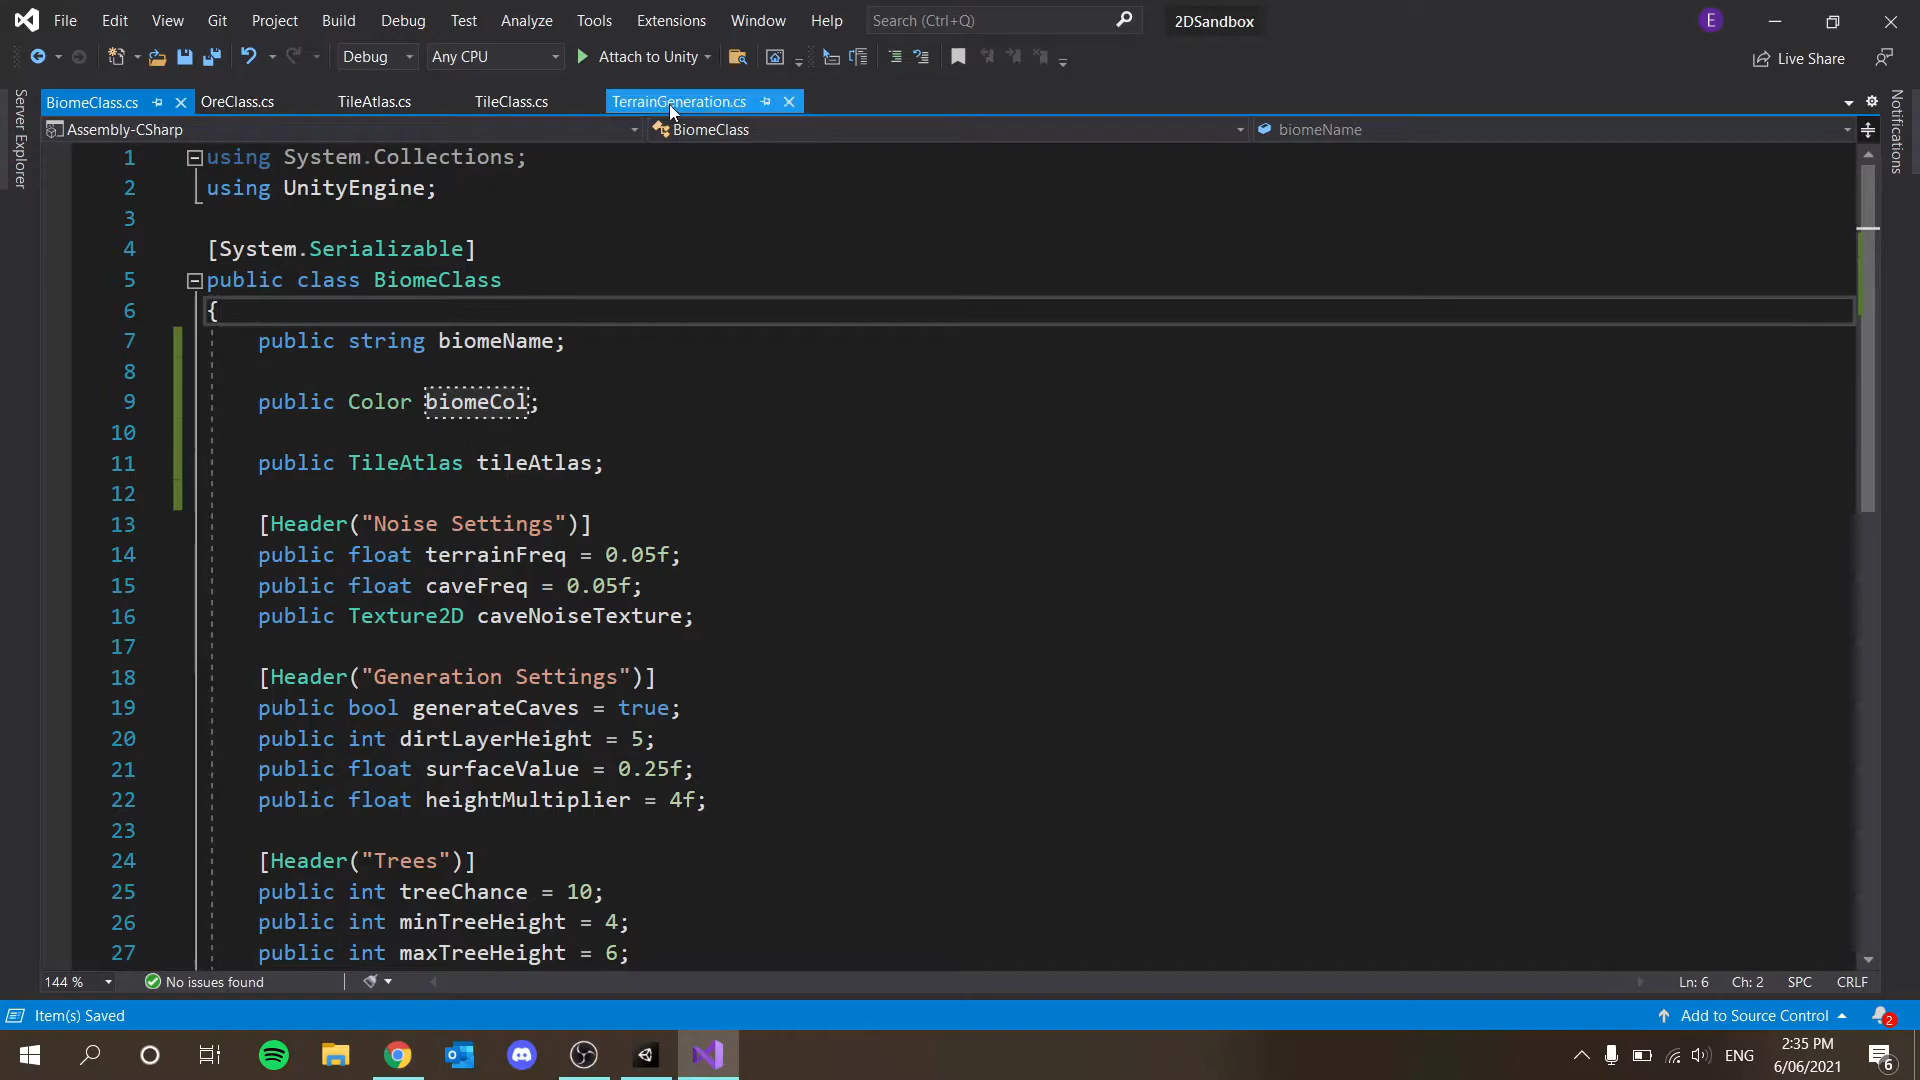 File Edit View Git Project Build Debug Test Analyze Tools Extensions Window Help Search (Ctrl+Q) 2DSandbox E
Debug Any CPU Attach to Unity Live Share
BiomeClass.cs OreClass.cs TileAtlas.cs TileClass.cs TerrainGeneration.cs
Assembly-CSharp BiomeClass biomeName
Server Explorer
Notifications
1 using System.Collections;
2 using UnityEngine;
3
4 [System.Serializable]
5 public class BiomeClass
6 {
7 public string biomeName;
8
9 public Color biomeCol;
10
11 public TileAtlas tileAtlas;
12
13 [Header("Noise Settings")]
14 public float terrainFreq = 0.05f;
15 public float caveFreq = 0.05f;
16 public Texture2D caveNoiseTexture;
17
18 [Header("Generation Settings")]
19 public bool generateCaves = true;
20 public int dirtLayerHeight = 5;
21 public float surfaceValue = 0.25f;
22 public float heightMultiplier = 4f;
23
24 [Header("Trees")]
25 public int treeChance = 10;
26 public int minTreeHeight = 4;
27 public int maxTreeHeight = 6;
144 % No issues found Ln: 6 Ch: 2 SPC CRLF
Item(s) Saved Add to Source Control 2
ENG 2:35 PM
6/06/2021 6